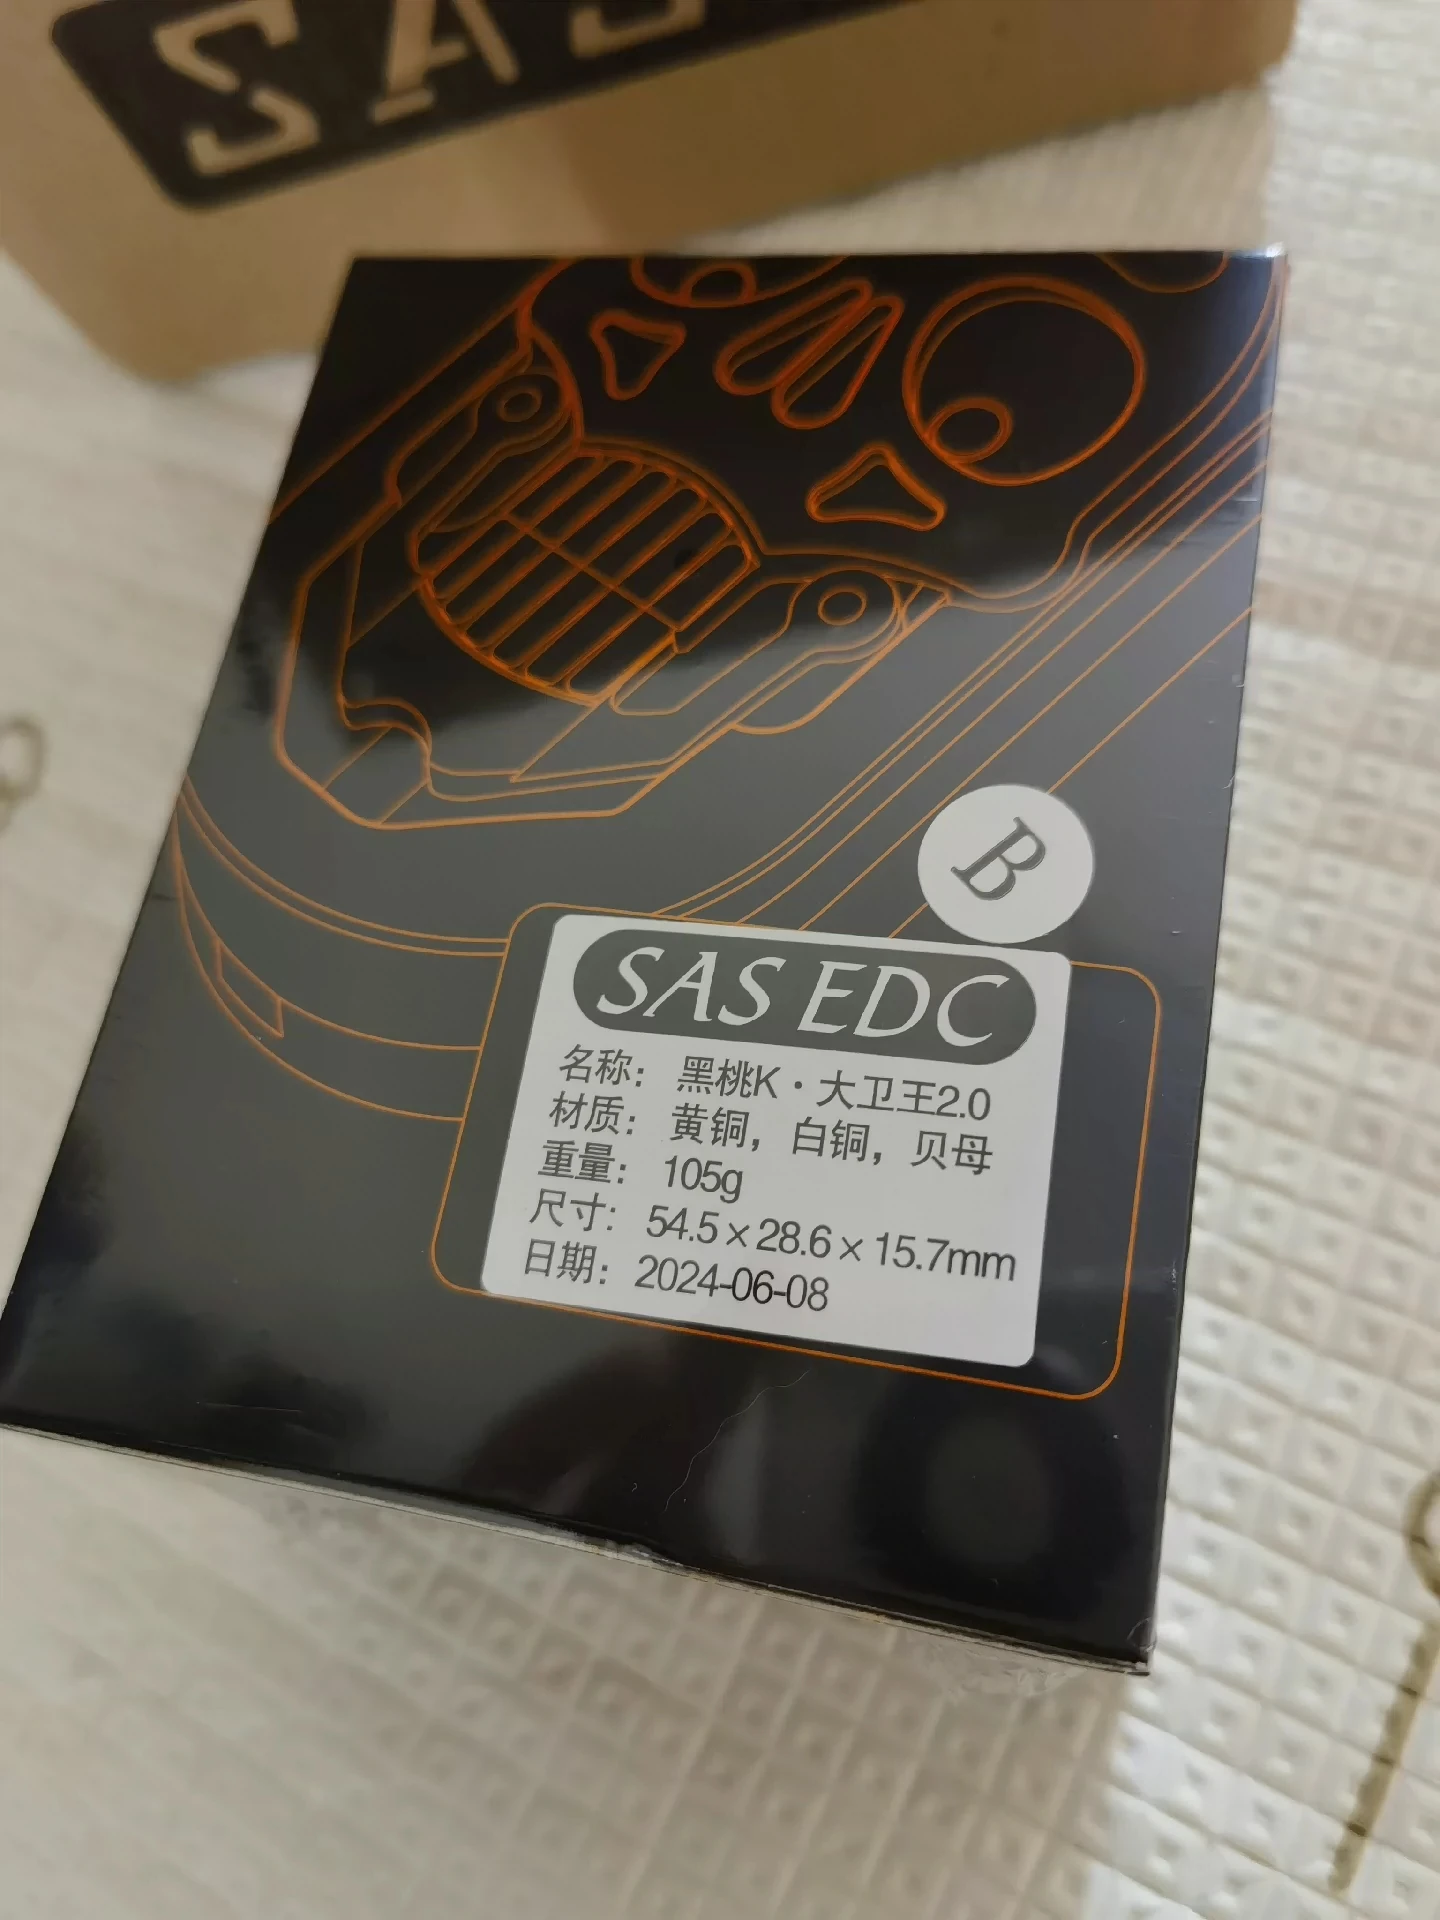 SAS
B
SAS EDC
名称： 黑桃K·大卫王2.0
材质： 黄铜，白铜，贝母
重量： 105g
尺寸： 54.5×28.6×15.7mm
日期： 2024-06-08